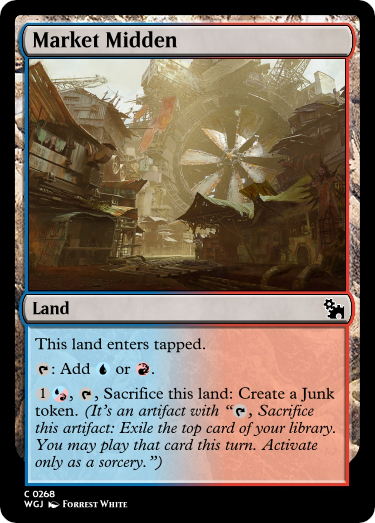 Market Midden
Land
This land enters tapped.
: Add or .
1 , , Sacrifice this land: Create a Junk
token. (It's an artifact with “, Sacrifice
this artifact: Exile the top card of your library.
You may play that card this turn. Activate
only as a sorcery.”)
C 0268
WGJ Forrest White